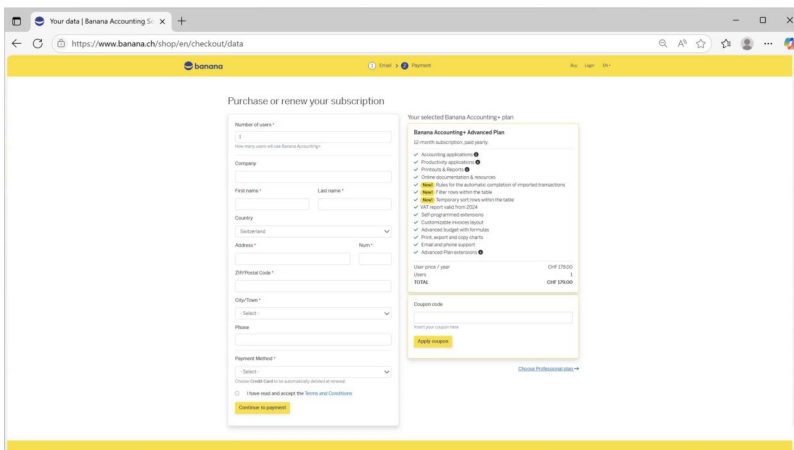 Your data | Banana Accounting So
https://www.banana.ch/shop/en/checkout/data
banana
1 Email > 2 Payment
Buy Login EN
Purchase or renew your subscription
Number of users *
1
How many users will use Banana Accounting+
Company
First name * Last name *
Country
Switzerland
Address * Num *
ZIP/Postal Code *
City/Town *
- Select -
Phone
Payment Method *
- Select -
Choose Credit Card to be automatically debited at renewal
I have read and accept the Terms and Conditions
Continue to payment
Your selected Banana Accounting+ plan
Banana Accounting+ Advanced Plan
12-month subscription, paid yearly.
Accounting applications
Productivity applications
Printouts & Reports
Online documentation & resources
New! Rules for the automatic completion of imported transactions
New! Filter rows within the table
New! Temporary sort rows within the table
VAT report valid from 2024
Self-programmed extensions
Customizable invoices layout
Advanced budget with formulas
Print, export and copy charts
Email and phone support
Advanced Plan extensions
User price / year CHF 179.00
Users 1
TOTAL CHF 179.00
Coupon code
Insert your coupon here
Apply coupon
Choose Professional plan